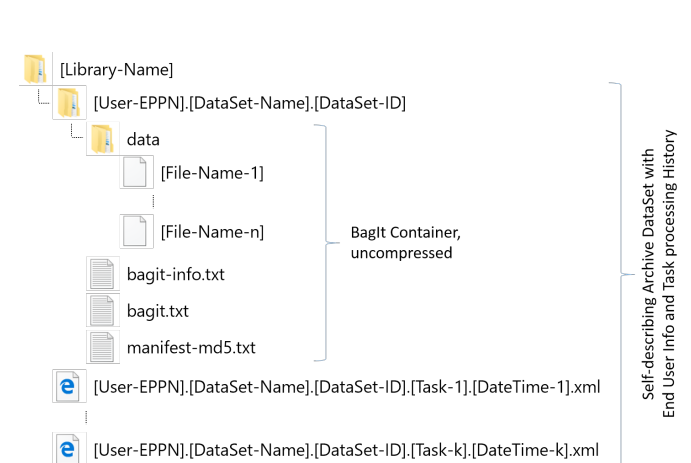 [Library-Name]
[User-EPPN].[DataSet-Name].[DataSet-ID]
data
[File-Name-1]
[File-Name-n]
BagIt Container,
uncompressed
bagit-info.txt
bagit.txt
manifest-md5.txt
[User-EPPN].[DataSet-Name].[DataSet-ID].[Task-1].[DateTime-1].xml
[User-EPPN].[DataSet-Name].[DataSet-ID].[Task-k].[DateTime-k].xml
Self-describing Archive DataSet with
End User Info and Task processing History